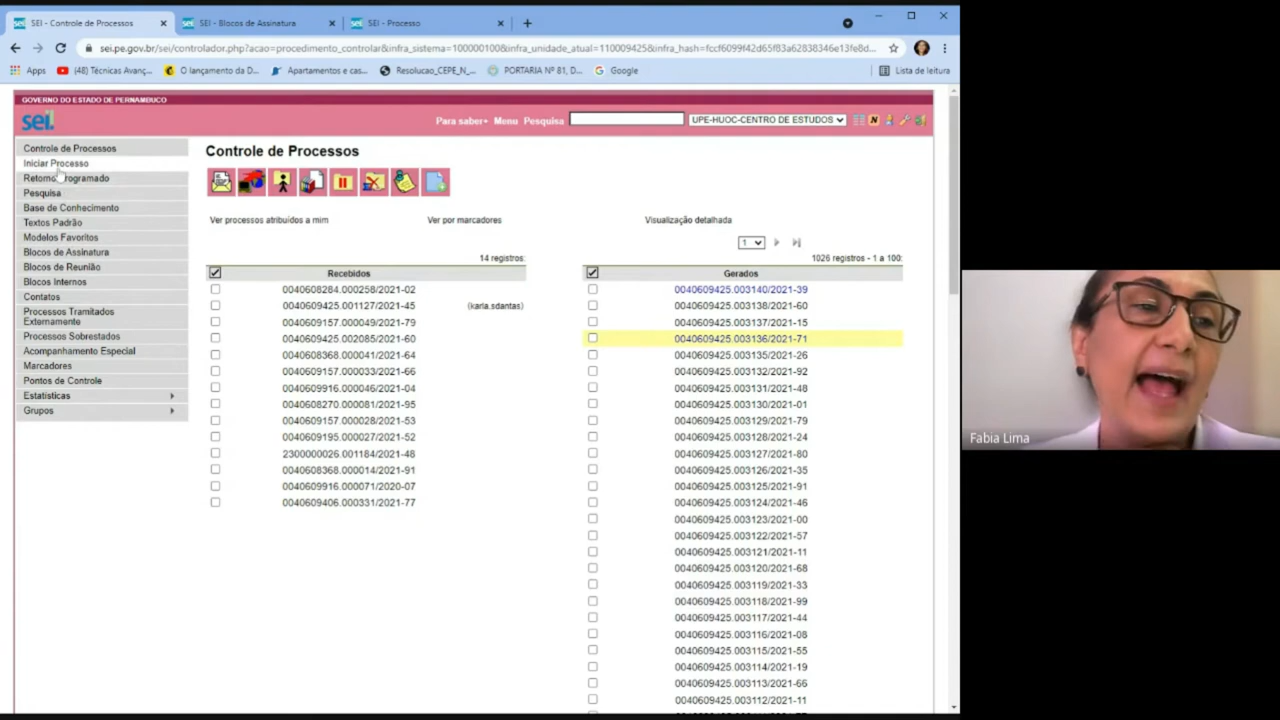 SEI - Controle de Processos
SEI - Blocos de Assinatura
SEI - Processo
sei.pe.gov.br/sei/controlador.php?acao=procedimento_controlar&infra_sistema=100000100&infra_unidade_atual=110009425&infra_hash=fccf6099f42d65f83a62838346e13fe8d...
Apps
(48) Técnicas Avanç...
O lançamento da D...
Apartamentos e cas...
Resolucao_CEPE_N_...
PORTARIA Nº 81, D...
Google
Lista de leitura
GOVERNO DO ESTADO DE PERNAMBUCO
sei.
Para saber+
Menu
Pesquisa
UPE-HUOC-CENTRO DE ESTUDOS
Controle de Processos
Iniciar Processo
Retorno Programado
Pesquisa
Base de Conhecimento
Textos Padrão
Modelos Favoritos
Blocos de Assinatura
Blocos de Reunião
Blocos Internos
Contatos
Processos Tramitados
Externamente
Processos Sobrestados
Acompanhamento Especial
Marcadores
Pontos de Controle
Estatísticas
Grupos
Controle de Processos
Ver processos atribuídos a mim
Ver por marcadores
Visualização detalhada
1
14 registros:
1026 registros - 1 a 100:
Recebidos
0040608284.000258/2021-02
0040609425.001127/2021-45 (karla.sdantas)
0040609157.000049/2021-79
0040609425.002085/2021-60
0040608368.000041/2021-64
0040609157.000033/2021-66
0040609916.000046/2021-04
0040608270.000081/2021-95
0040609157.000028/2021-53
0040609195.000027/2021-52
2300000026.001184/2021-48
0040608368.000014/2021-91
0040609916.000071/2020-07
0040609406.000331/2021-77
Gerados
0040609425.003140/2021-39
0040609425.003138/2021-60
0040609425.003137/2021-15
0040609425.003136/2021-71
0040609425.003135/2021-26
0040609425.003132/2021-92
0040609425.003131/2021-48
0040609425.003130/2021-01
0040609425.003129/2021-79
0040609425.003128/2021-24
0040609425.003127/2021-80
0040609425.003126/2021-35
0040609425.003125/2021-91
0040609425.003124/2021-46
0040609425.003123/2021-00
0040609425.003122/2021-57
0040609425.003121/2021-11
0040609425.003120/2021-68
0040609425.003119/2021-33
0040609425.003118/2021-99
0040609425.003117/2021-44
0040609425.003116/2021-08
0040609425.003115/2021-55
0040609425.003114/2021-19
0040609425.003113/2021-66
0040609425.003112/2021-11
Fabia Lima